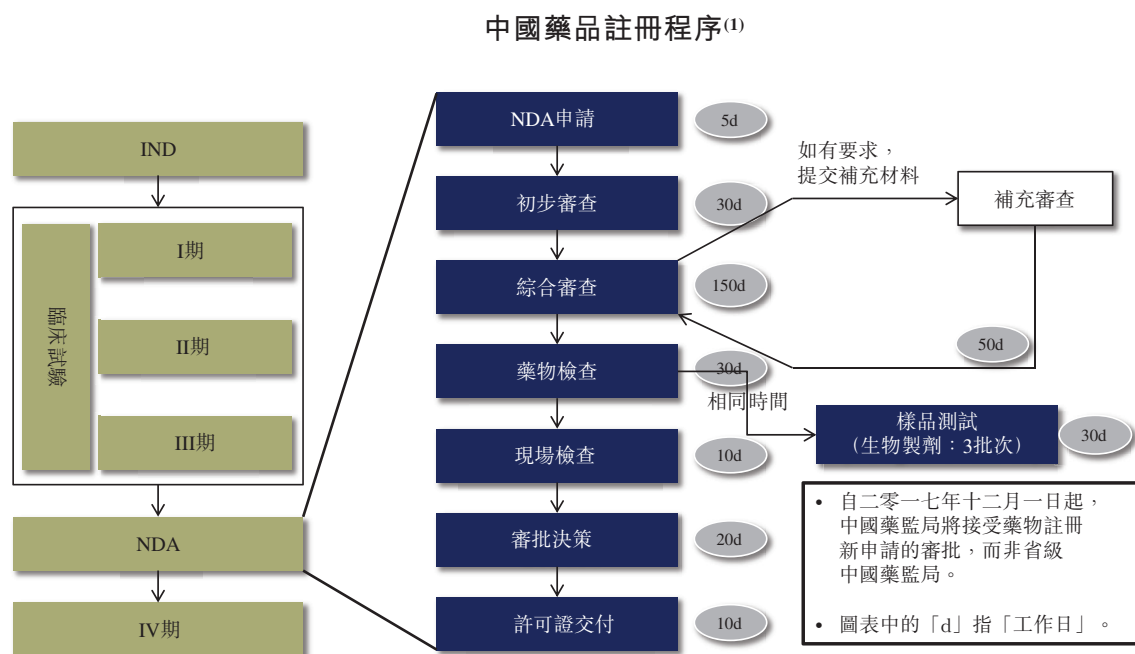 中國藥品註冊程序(1)
IND
臨床試驗
I期
II期
III期
NDA
IV期
NDA申請
5d
初步審查
30d
綜合審查
150d
藥物檢查
30d
現場檢查
10d
審批決策
20d
許可證交付
10d
如有要求，
提交補充材料
補充審查
50d
相同時間
樣品測試
(生物製劑：3批次)
30d
• 自二零一七年十二月一日起，
中國藥監局將接受藥物註冊
新申請的審批，而非省級
中國藥監局。
• 圖表中的「d」指「工作日」。